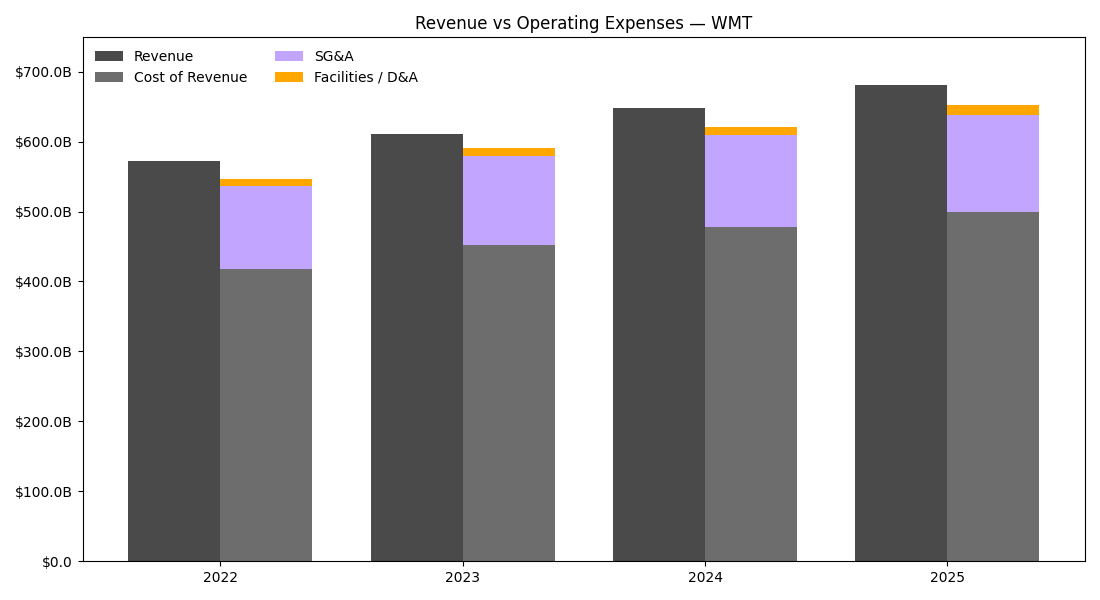 Revenue vs Operating Expenses — WMT
Revenue
Cost of Revenue
SG&A
Facilities / D&A
$700.0B
$600.0B
$500.0B
$400.0B
$300.0B
$200.0B
$100.0B
$0.0
2022 2023 2024 2025